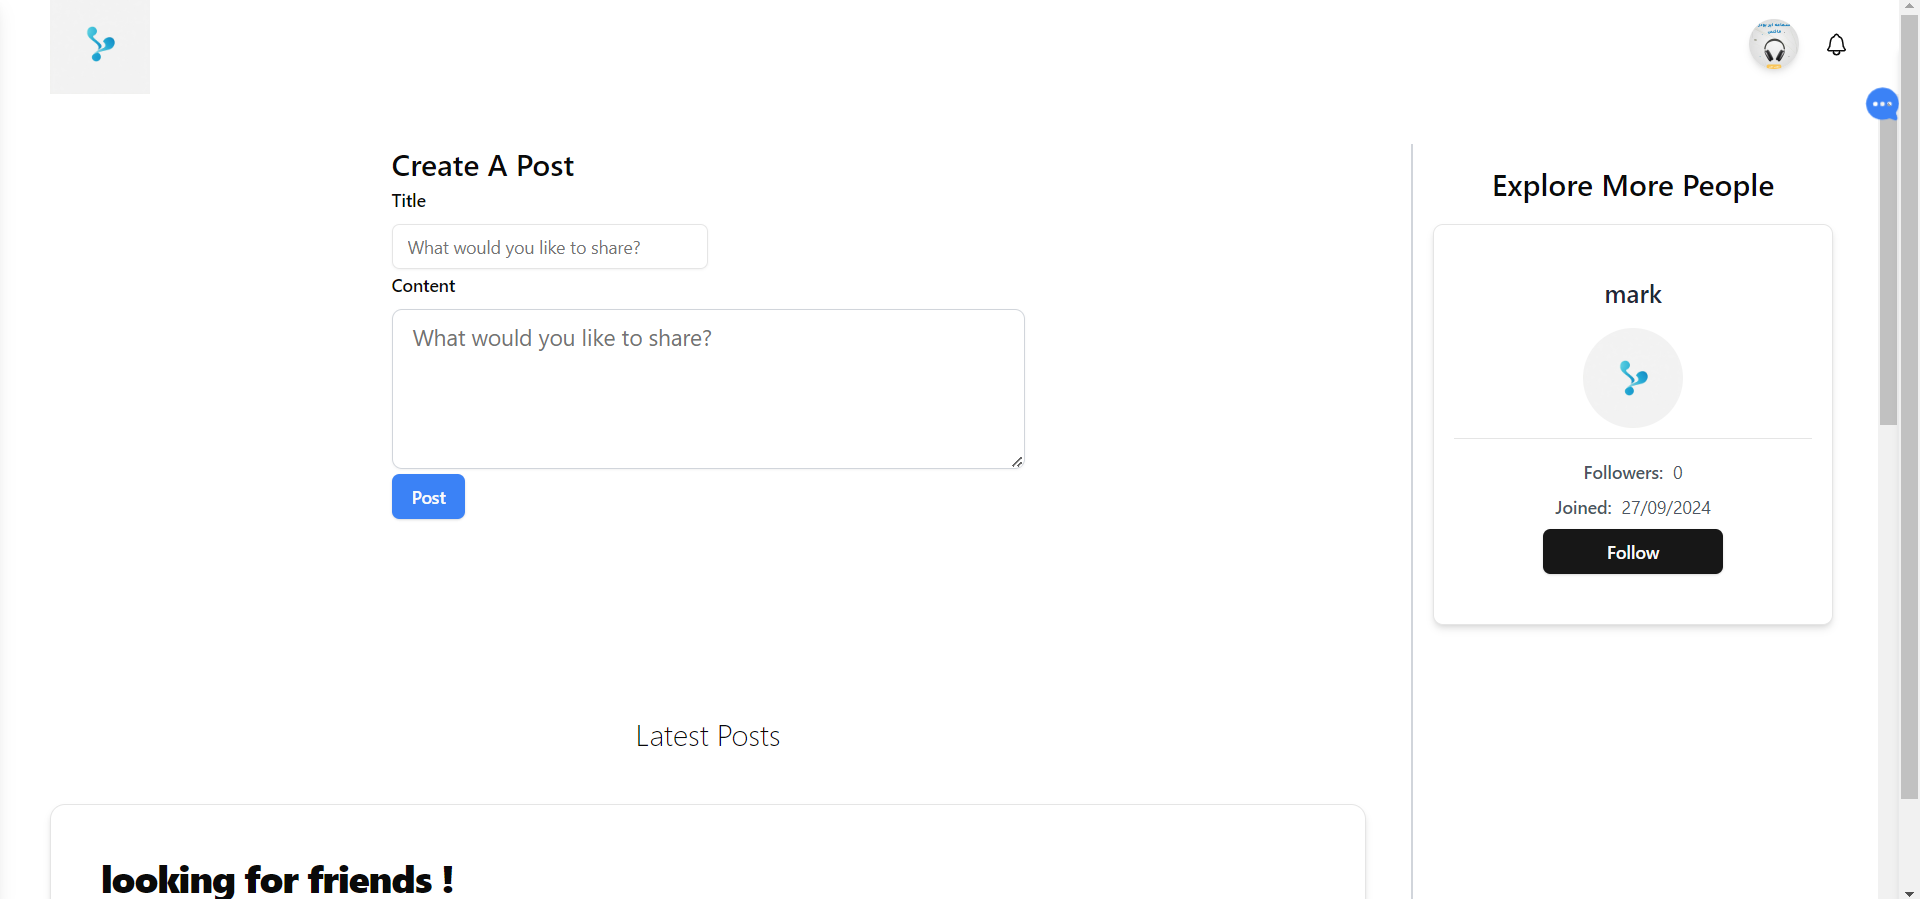 Create A Post
Title
What would you like to share?
Content
What would you like to share?
Post
Latest Posts
looking for friends !
Explore More People
mark
Followers: 0
Joined: 27/09/2024
Follow